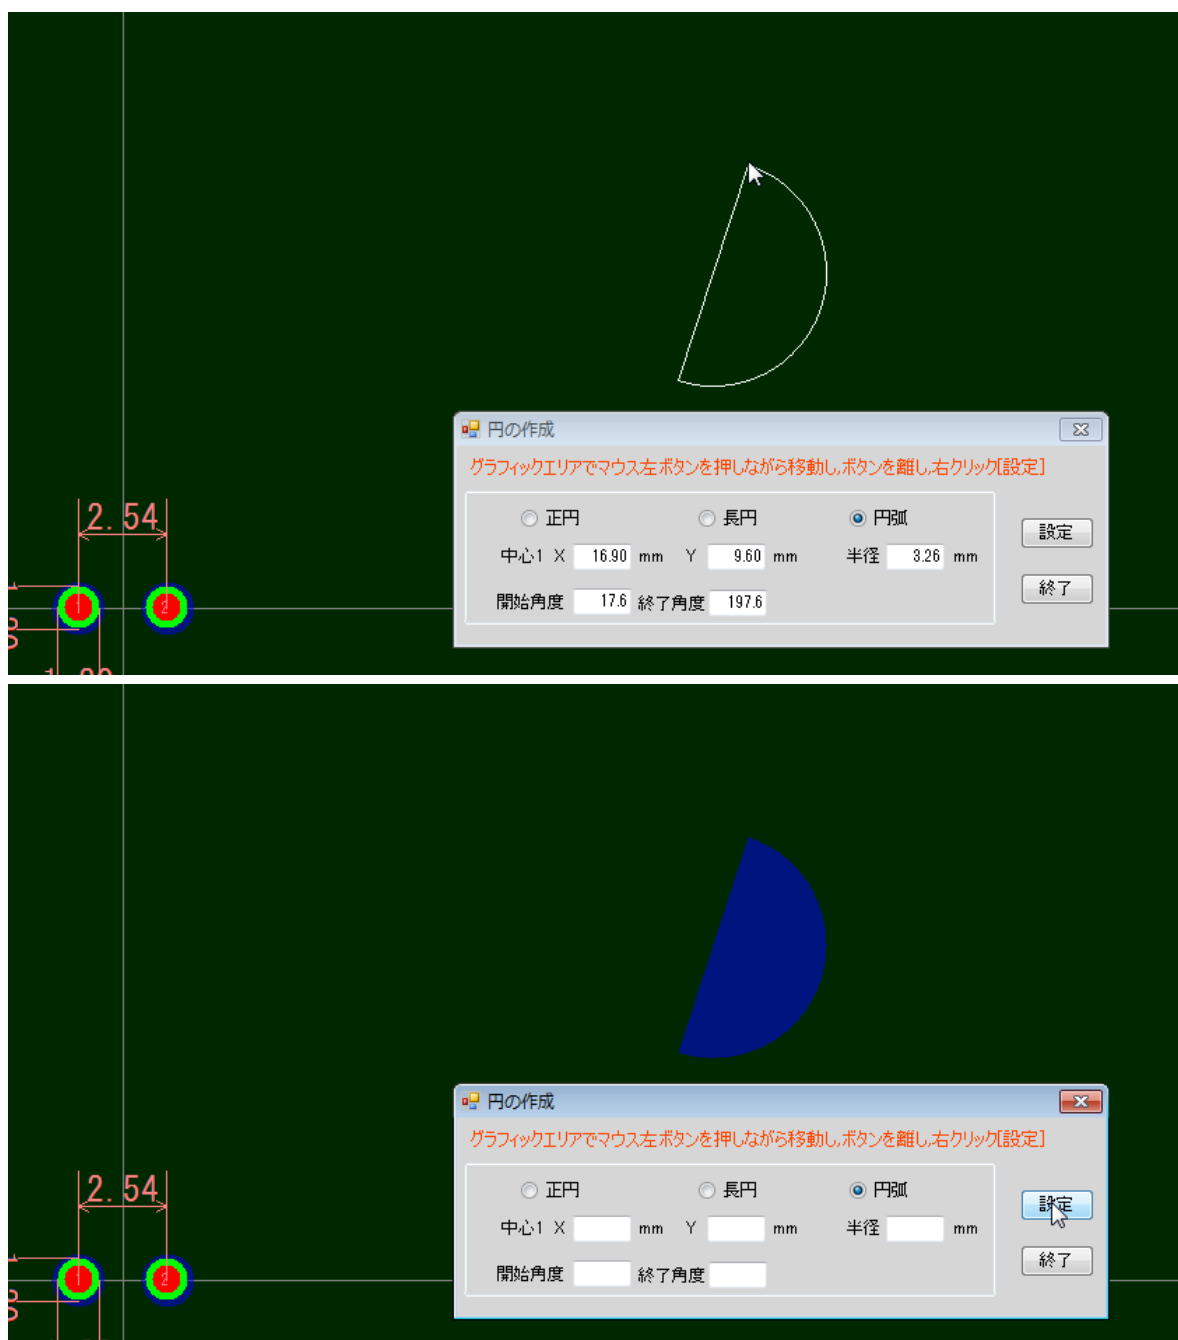 円の作成
グラフィックエリアでマウス左ボタンを押しながら移動し,ボタンを離し,右クリック[設定]
正円 長円 円弧
設定
中心1 X 16.90 mm Y 9.60 mm 半径 3.26 mm
2.54
終了
開始角度 17.6 終了角度 197.6
1 2
円の作成
グラフィックエリアでマウス左ボタンを押しながら移動し,ボタンを離し,右クリック[設定]
正円 長円 円弧
設定
中心1 X mm Y mm 半径 mm
2.54
終了
開始角度 終了角度
1 2